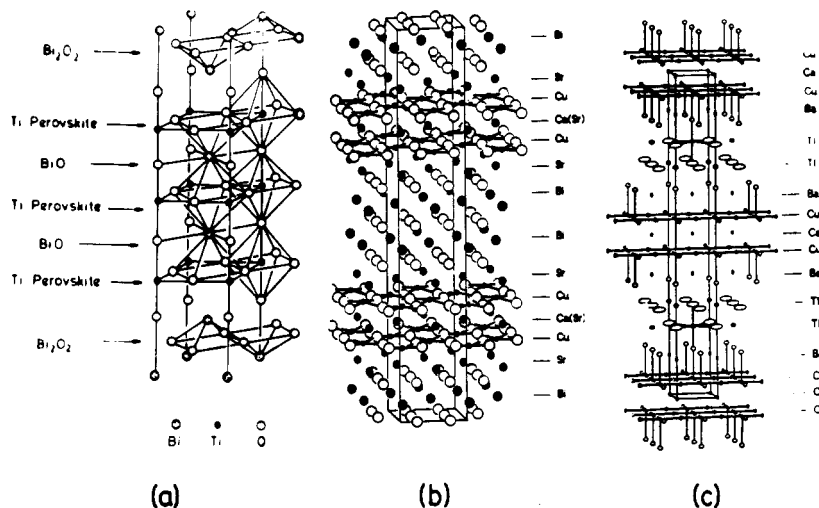 Bi₂O₂
Ti Perovskite
BiO
Ti Perovskite
BiO
Ti Perovskite
Bi₂O₂
Bi Ti O
(a)
Bi
Sr
Cu
Ca(Sr)
Cu
Sr
Bi
Bi
Sr
Cu
Ca(Sr)
Cu
Sr
Bi
(b)
Cu
Ca
Cu
Ba
Tl
Tl
Ba
Cu
Ca
Cu
Ba
Tl
Tl
B
C
C
(c)